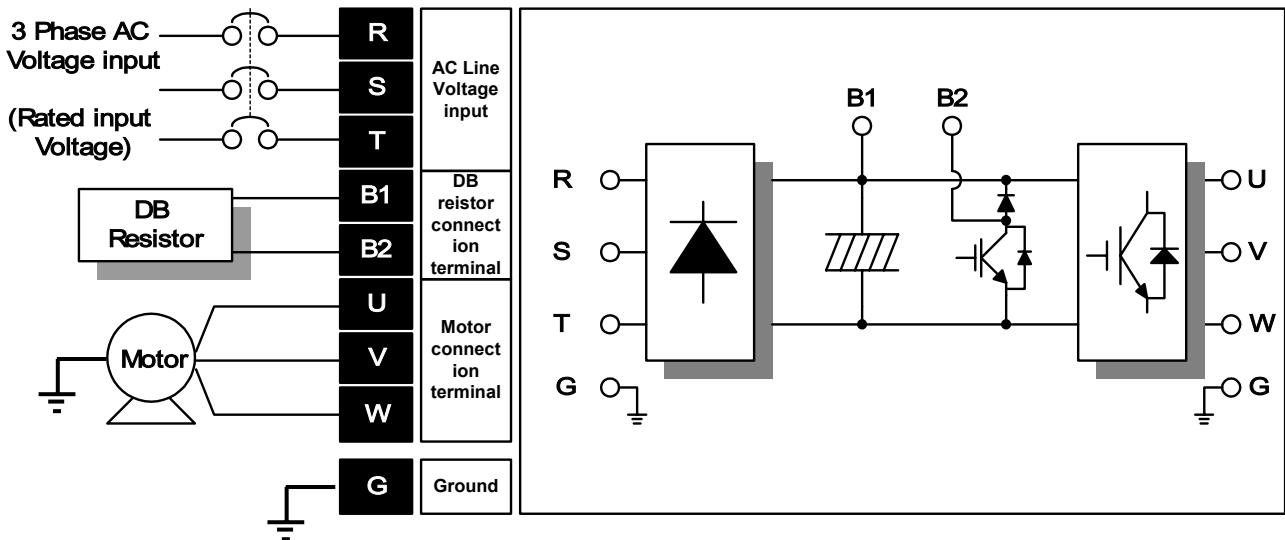 3 Phase AC
Voltage input
(Rated input
Voltage)
DB
Resistor
Motor
R
S
T
B1
B2
U
V
W
G
AC Line
Voltage
input
DB
reistor
connect
ion
terminal
Motor
connect
ion
terminal
Ground
B1
B2
R
S
T
G
U
V
W
G